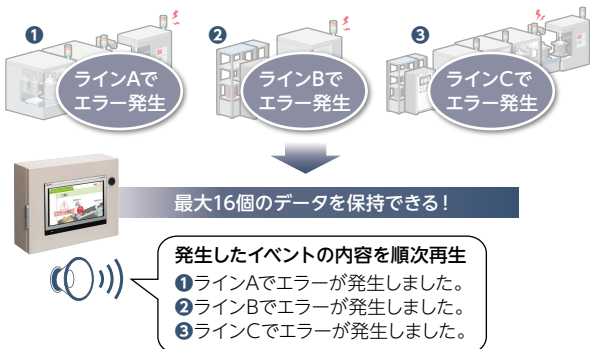 ❶
ラインAで
エラー発生
❷
ラインBで
エラー発生
❸
ラインCで
エラー発生
最大16個のデータを保持できる！
発生したイベントの内容を順次再生
❶ラインAでエラーが発生しました。
❷ラインBでエラーが発生しました。
❸ラインCでエラーが発生しました。